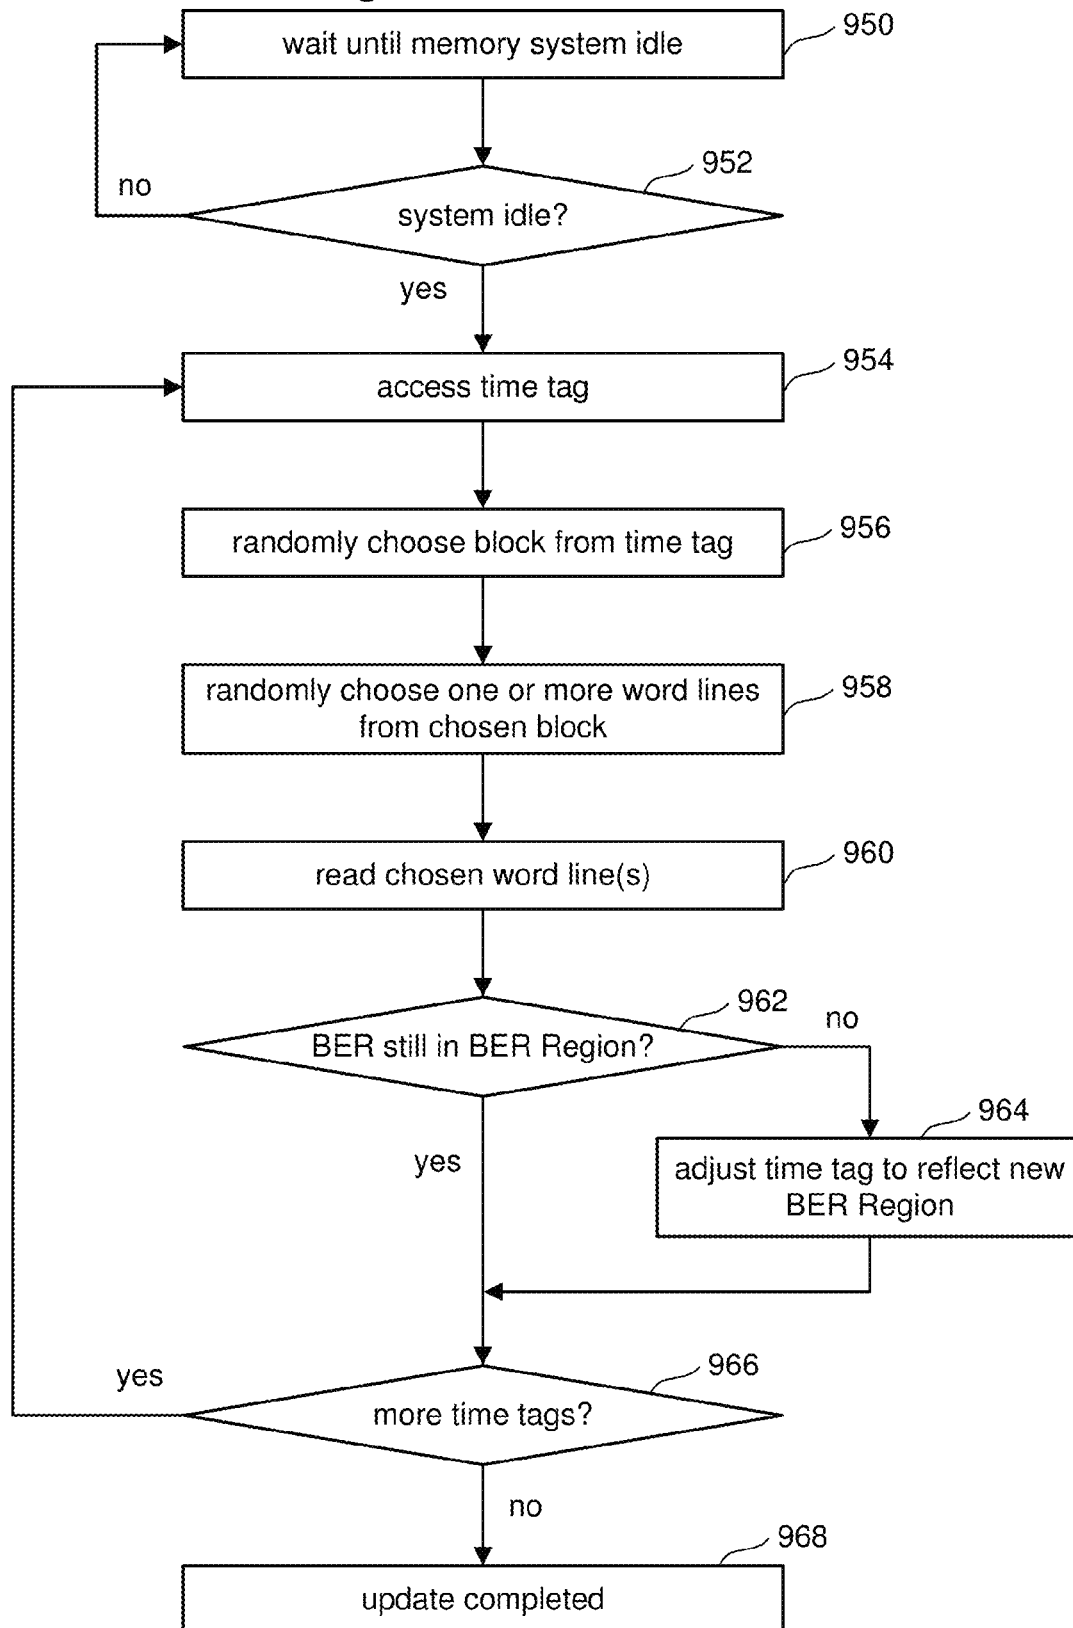 wait until memory system idle
950
952
no
system idle?
yes
954
access time tag
956
randomly choose block from time tag
958
randomly choose one or more word lines
from chosen block
960
read chosen word line(s)
962
no
BER still in BER Region?
964
yes
adjust time tag to reflect new
BER Region
966
yes
more time tags?
no
968
update completed